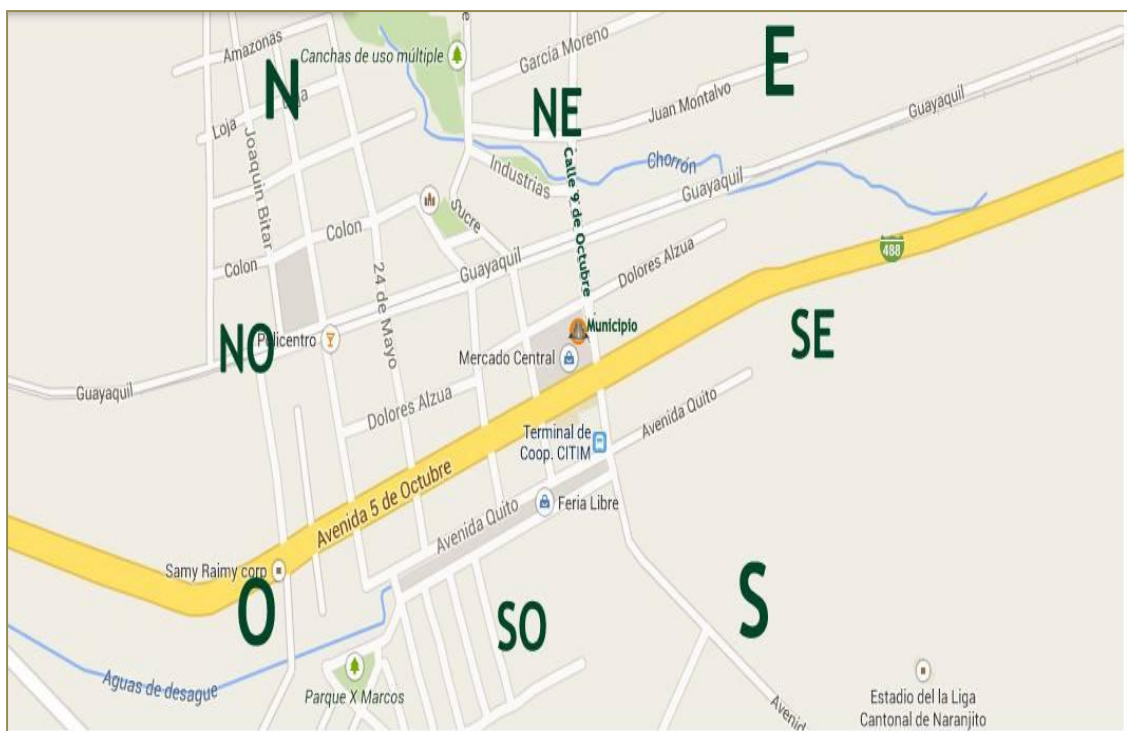 Amazonas
Canchas de uso múltiple
García Moreno
N
E
NE
Juan Montalvo
Guayaquil
Loja
Joaquin Bitar
Calle 9 de Octubre
Chorrón
Industrias
Guayaquil
Sucre
Colon
Colon
24 de Mayo
Guayaquil
Dolores Alzua
488
NO
Policentro
Municipio
SE
Mercado Central
Guayaquil
Dolores Alzua
Avenida Quito
Terminal de
Coop. CITIM
Avenida 5 de Octubre
Feria Libre
Avenida Quito
Samy Raimy corp
O
SO
S
Aguas de desague
Parque X Marcos
Estadio del la Liga
Cantonal de Naranjito
Avenid